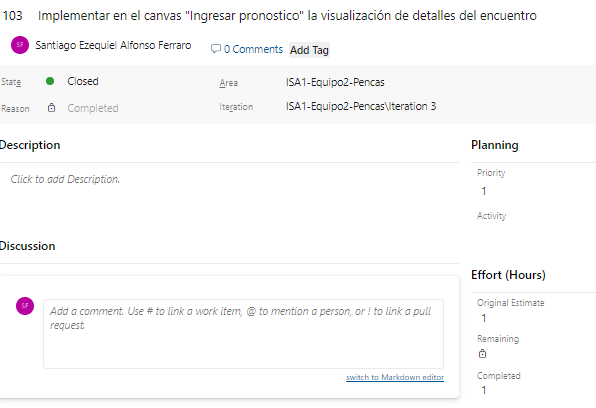 103 Implementar en el canvas "Ingresar pronostico" la visualización de detalles del encuentro
SF Santiago Ezequiel Alfonso Ferraro 0 Comments Add Tag
State Closed Area ISA1-Equipo2-Pencas
Reason Completed Iteration ISA1-Equipo2-Pencas\Iteration 3
Description
Click to add Description.
Planning
Priority
1
Activity
Discussion
SF
Add a comment. Use # to link a work item, @ to mention a person, or ! to link a pull
request.
switch to Markdown editor
Effort (Hours)
Original Estimate
1
Remaining
Completed
1